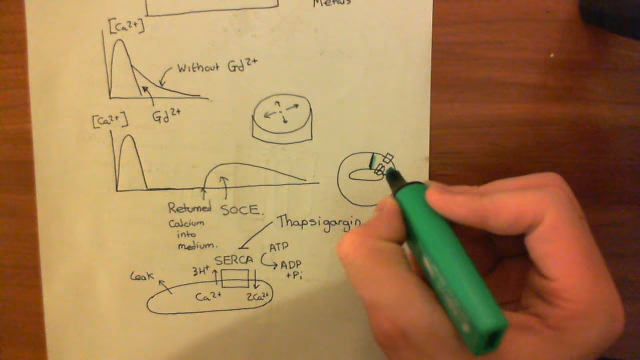 Medius
[Ca2+]
Without Gd2+
Gd2+
[Ca2+]
Returned
Calcium
into
medium.
SOCE.
Thapsigargin
SERCA
ATP
ADP
+Pi
Leak
3H+
Ca2+
2Ca2+